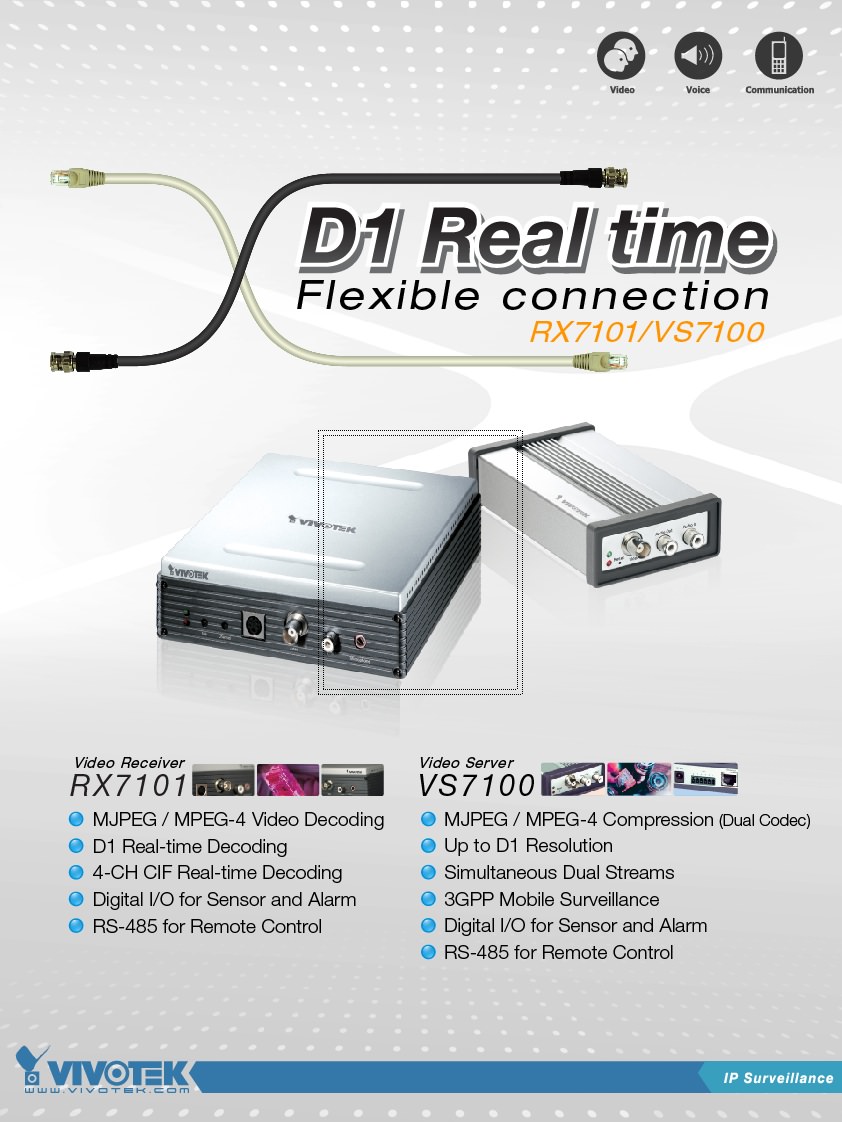 Video
Voice
Communication
D1 Real time
Flexible connection
RX7101/VS7100
VIVOTEK
VIVOTEK
VIVOTEK
Video Receiver
RX7101
MJPEG / MPEG-4 Video Decoding
D1 Real-time Decoding
4-CH CIF Real-time Decoding
Digital I/O for Sensor and Alarm
RS-485 for Remote Control
Video Server
VS7100
MJPEG / MPEG-4 Compression (Dual Codec)
Up to D1 Resolution
Simultaneous Dual Streams
3GPP Mobile Surveillance
Digital I/O for Sensor and Alarm
RS-485 for Remote Control
VIVOTEK
WWW.VIVOTEK.COM
IP Surveillance